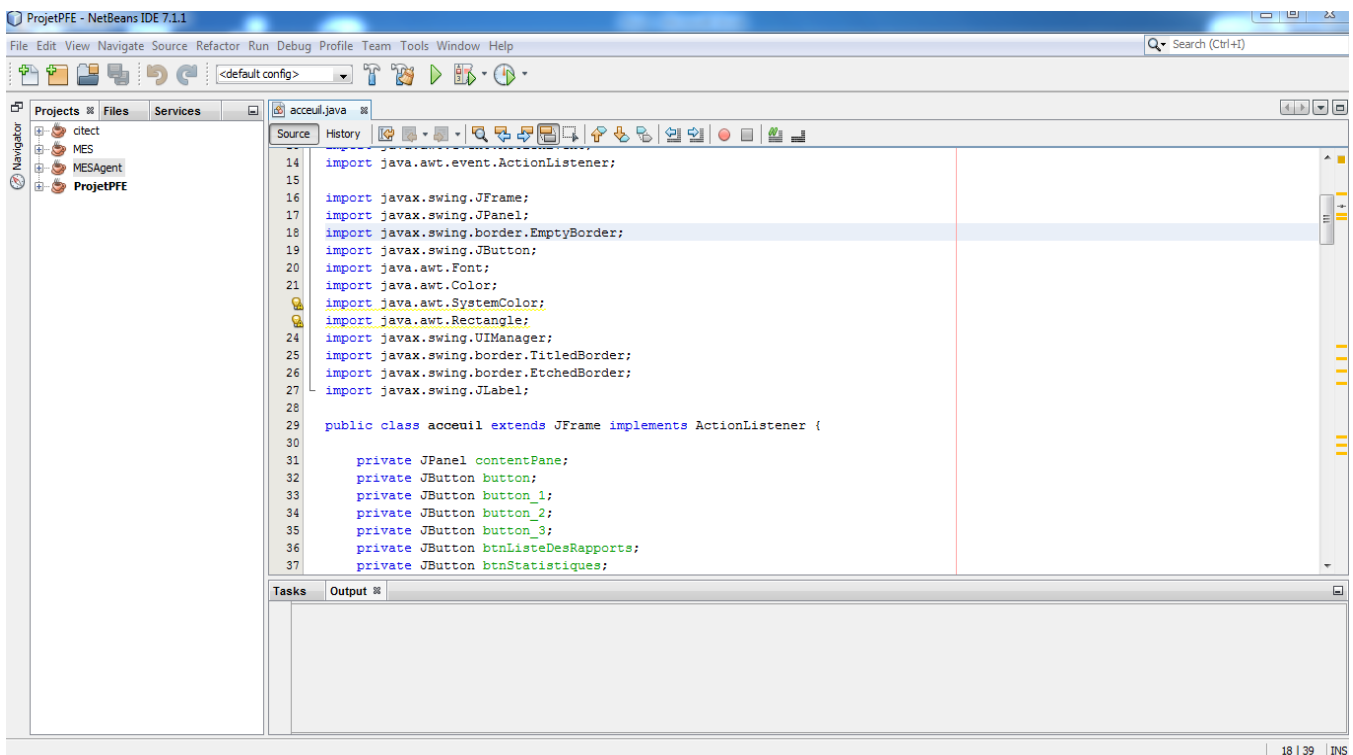 ProjetPFE - NetBeans IDE 7.1.1
File Edit View Navigate Source Refactor Run Debug Profile Team Tools Window Help
Search (Ctrl+I)
<default config>
Navigator
Projects Files Services
citect
MES
MESAgent
ProjetPFE
acceuil.java
Source History
14 import java.awt.event.ActionListener;
15
16 import javax.swing.JFrame;
17 import javax.swing.JPanel;
18 import javax.swing.border.EmptyBorder;
19 import javax.swing.JButton;
20 import java.awt.Font;
21 import java.awt.Color;
import java.awt.SystemColor;
import java.awt.Rectangle;
24 import javax.swing.UIManager;
25 import javax.swing.border.TitledBorder;
26 import javax.swing.border.EtchedBorder;
27 import javax.swing.JLabel;
28
29 public class acceuil extends JFrame implements ActionListener {
30
31 private JPanel contentPane;
32 private JButton button;
33 private JButton button_1;
34 private JButton button_2;
35 private JButton button_3;
36 private JButton btnListeDesRapports;
37 private JButton btnStatistiques;
Tasks Output
18 | 39 INS